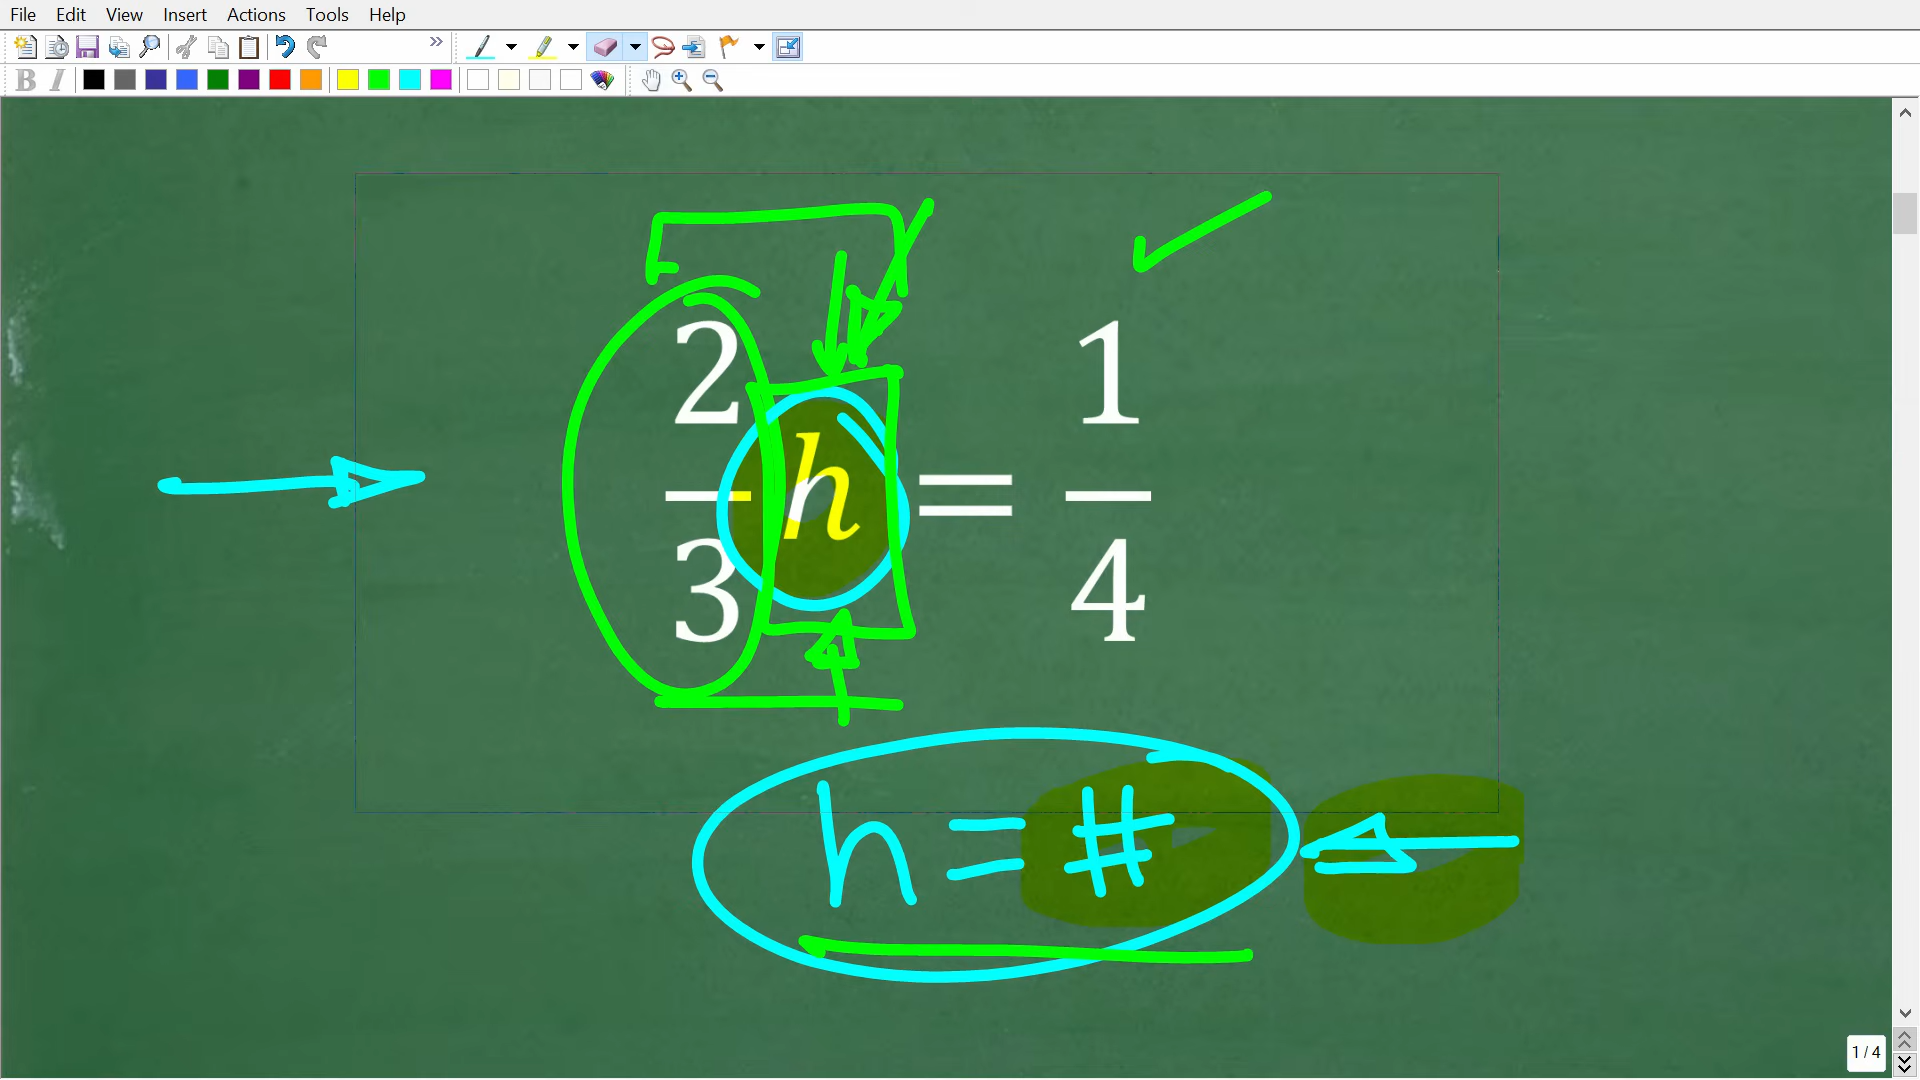 File Edit View Insert Actions Tools Help
B I
2/3 h = 1/4
h = #
1 / 4